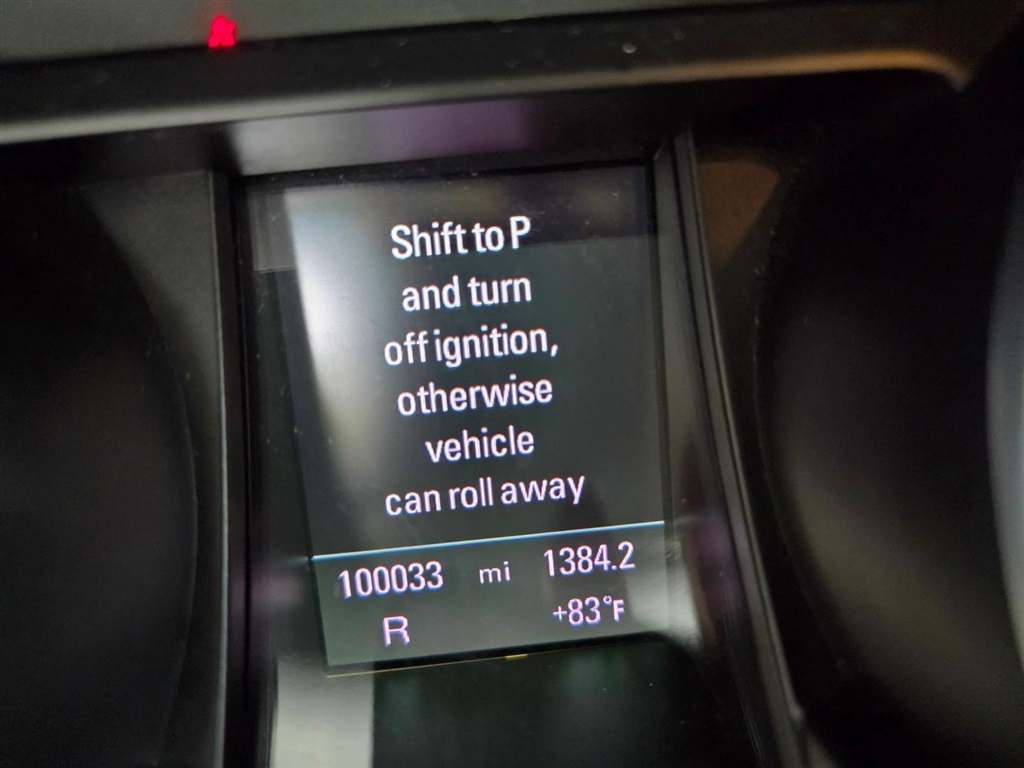 Shift to P
and turn
off ignition,
otherwise
vehicle
can roll away
100033 mi 1384.2
R +83°F